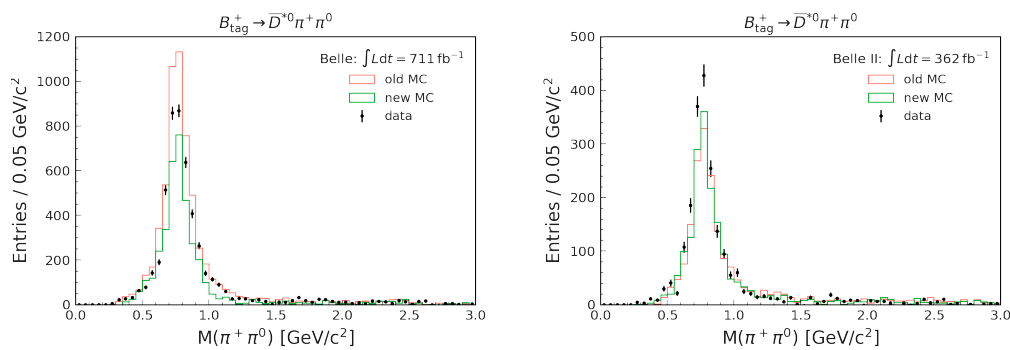 B⁺tag → D̅*⁰π⁺π⁰
Belle: ∫Ldt = 711 fb⁻¹
old MC
new MC
data
Entries / 0.05 GeV/c²
1200
1000
800
600
400
200
0
0.0 0.5 1.0 1.5 2.0 2.5 3.0
M(π⁺π⁰) [GeV/c²]
B⁺tag → D̅*⁰π⁺π⁰
Belle II: ∫Ldt = 362 fb⁻¹
old MC
new MC
data
Entries / 0.05 GeV/c²
500
400
300
200
100
0
0.0 0.5 1.0 1.5 2.0 2.5 3.0
M(π⁺π⁰) [GeV/c²]